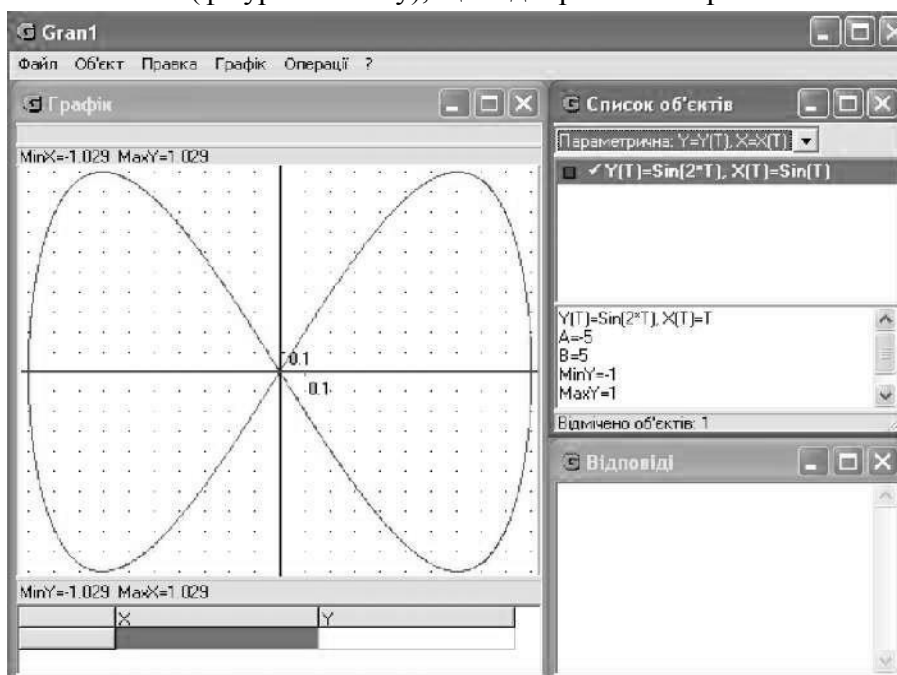 Gran1
Файл Об'єкт Правка Графік Операції ?
Графік
MinX=-1.029 MaxY=1.029
0.1
0.1
MinY=-1.029 MaxX=1.029
X Y
Список об'єктів
Параметрична: Y=Y(T), X=X(T)
Y(T)=Sin(2*T), X(T)=Sin(T)
Y(T)=Sin(2*T), X(T)=T
A=-5
B=5
MinY=-1
MaxY=1
Відмічено об'єктів: 1
Відповіді